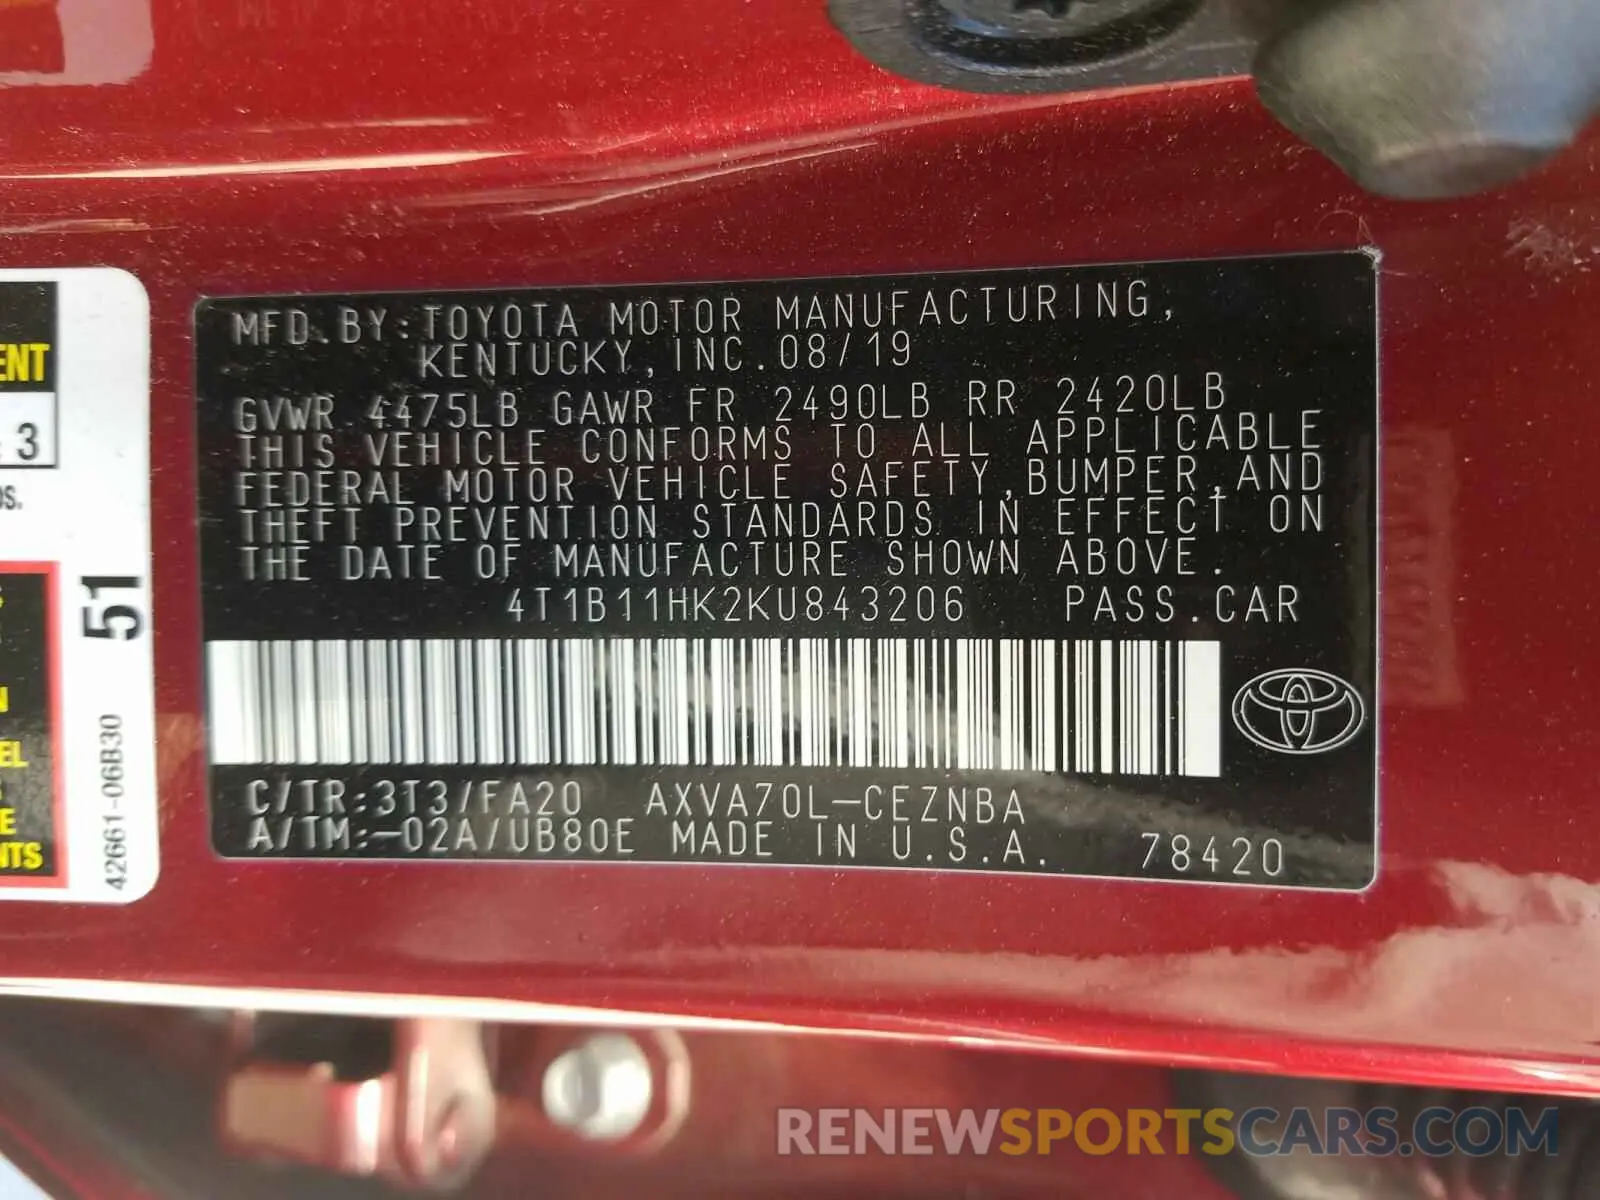 ENT
3
OS.
N
EL
E
NTS
51
42661-06B30
MFD.BY:TOYOTA MOTOR MANUFACTURING,
KENTUCKY,INC.08/19
GVWR 4475LB GAWR FR 2490LB RR 2420LB
THIS VEHICLE CONFORMS TO ALL APPLICABLE
FEDERAL MOTOR VEHICLE SAFETY,BUMPER,AND
THEFT PREVENTION STANDARDS IN EFFECT ON
THE DATE OF MANUFACTURE SHOWN ABOVE.
4T1B11HK2KU843206 PASS.CAR
C/TR:3T3/FA20 AXVA70L-CEZNBA
A/TM:-02A/UB80E MADE IN U.S.A. 78420
RENEWSPORTSCARS.COM